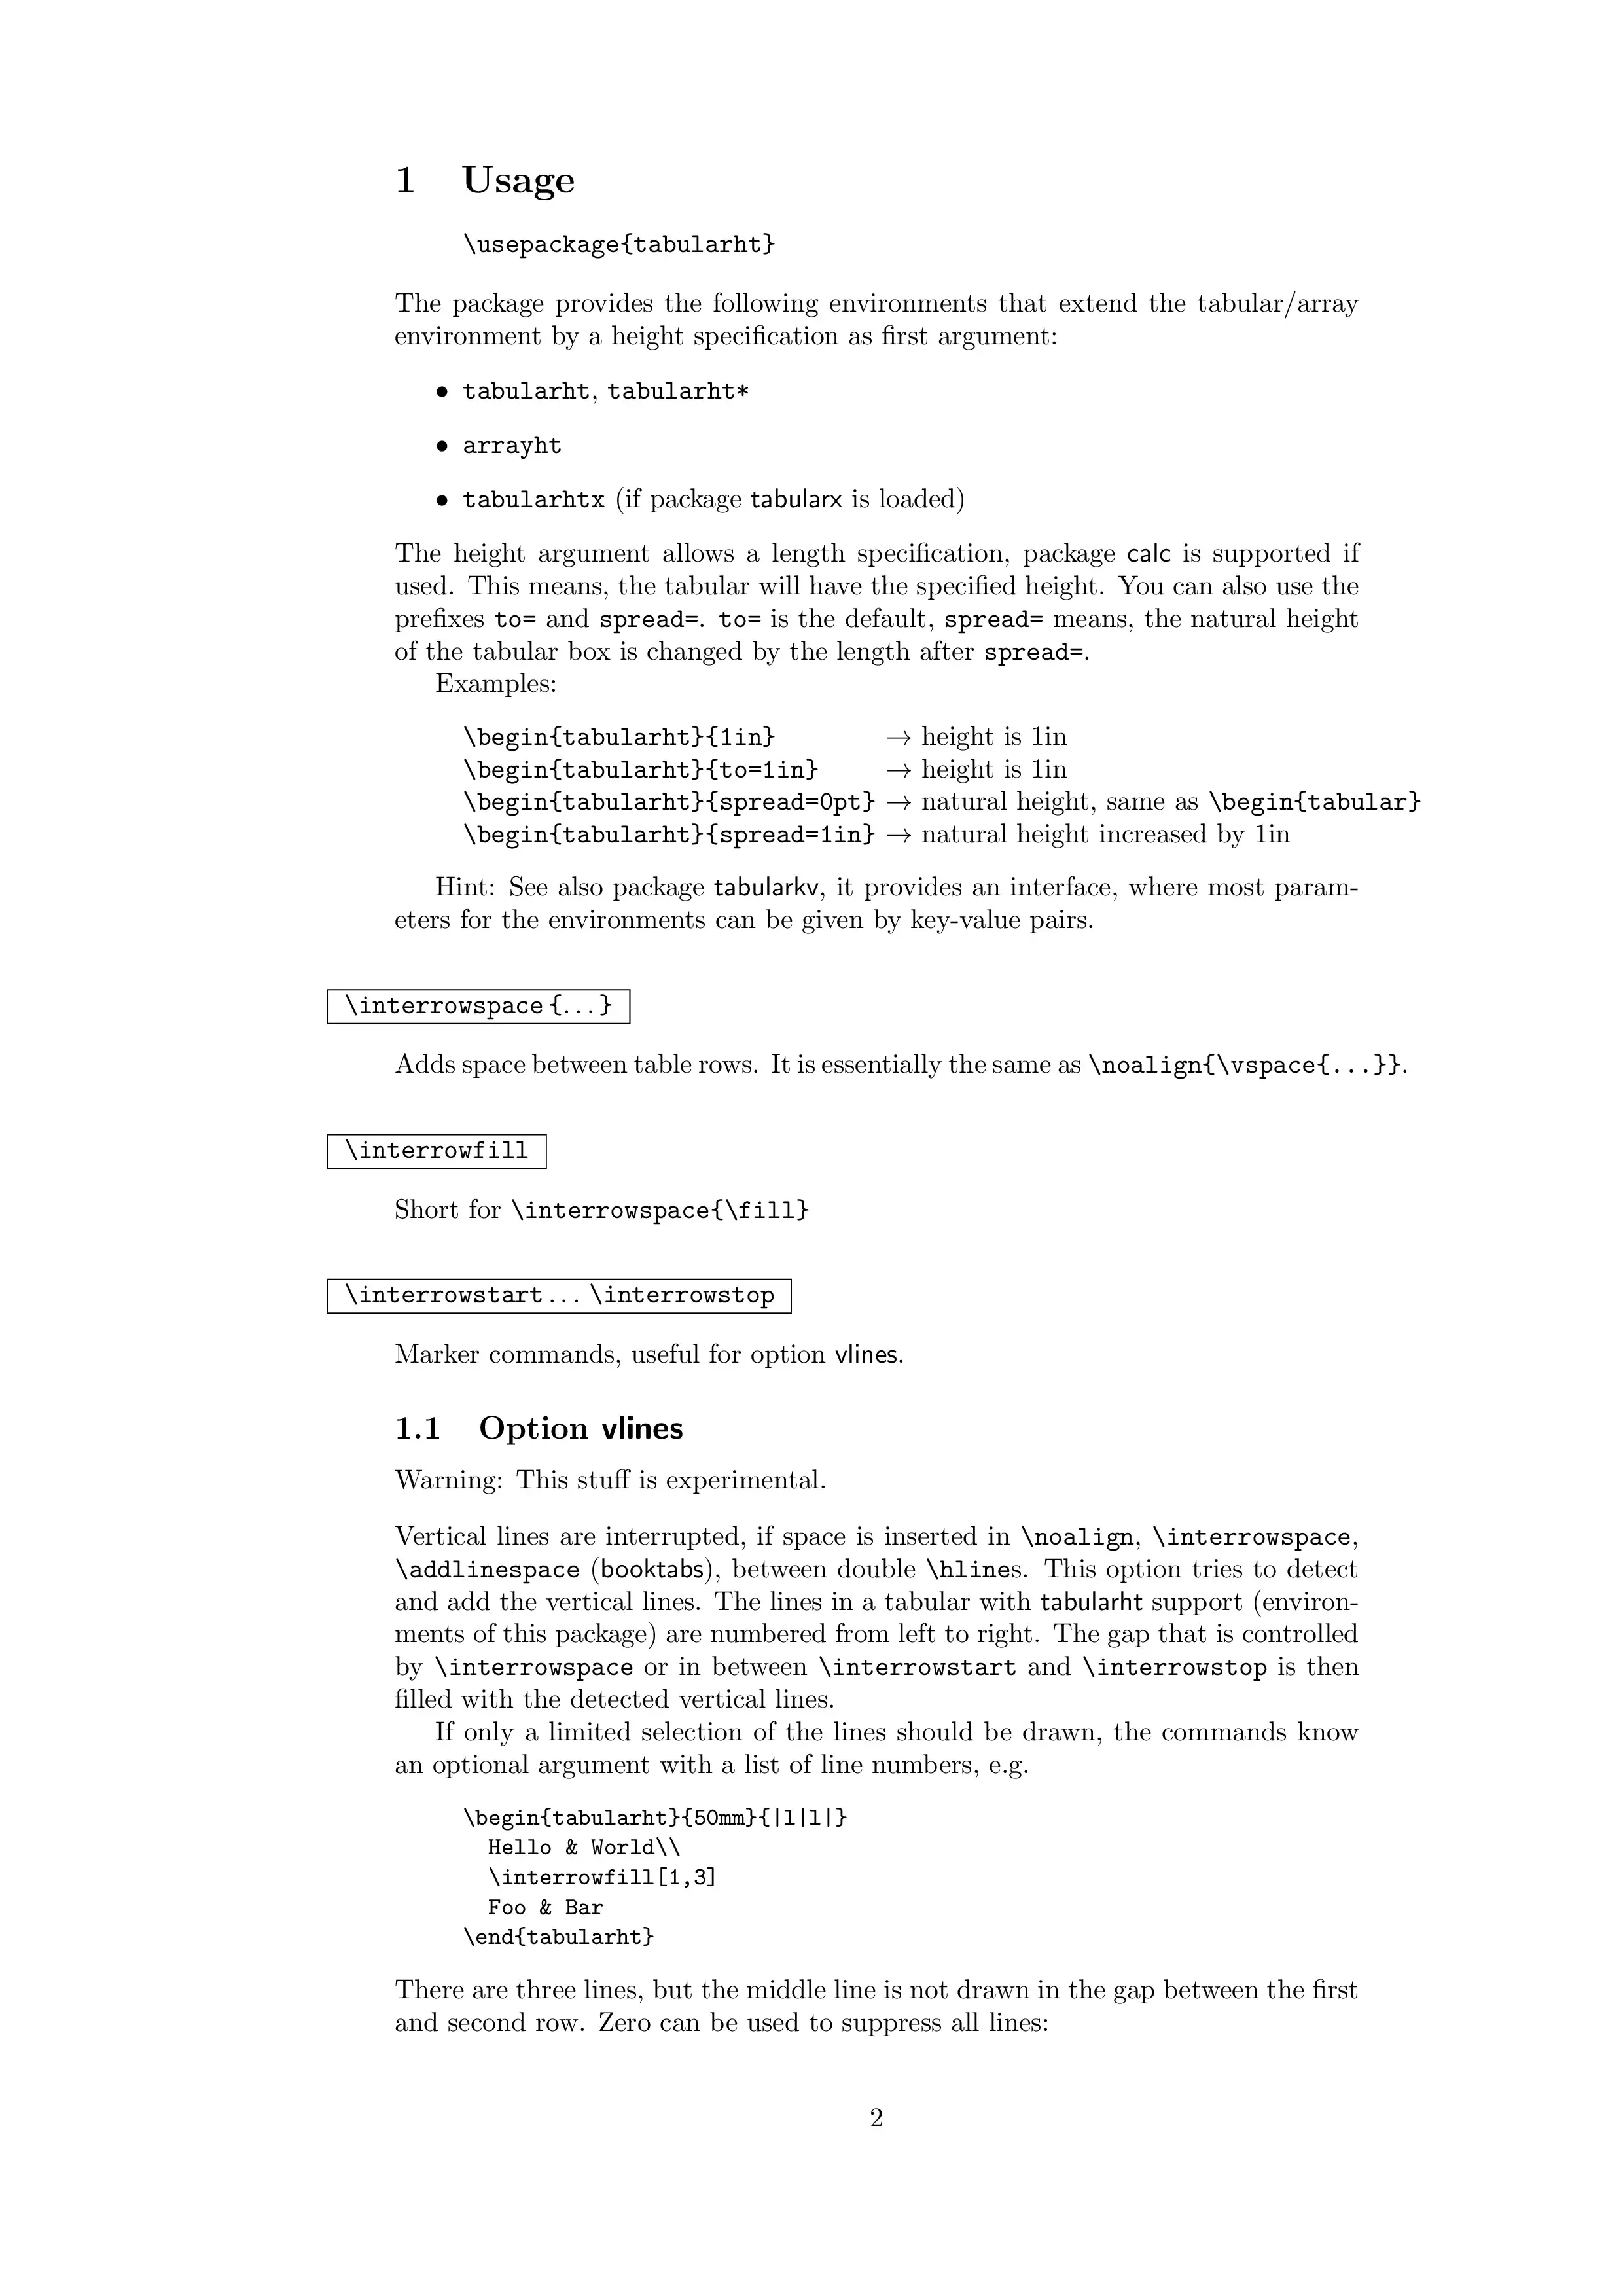 1 Usage
\usepackage{tabularht}
The package provides the following environments that extend the tabular/array
environment by a height specification as first argument:
• tabularht, tabularht*
• arrayht
• tabularhtx (if package tabularx is loaded)
The height argument allows a length specification, package calc is supported if
used. This means, the tabular will have the specified height. You can also use the
prefixes to= and spread=. to= is the default, spread= means, the natural height
of the tabular box is changed by the length after spread=.
Examples:
\begin{tabularht}{1in} → height is 1in
\begin{tabularht}{to=1in} → height is 1in
\begin{tabularht}{spread=0pt} → natural height, same as \begin{tabular}
\begin{tabularht}{spread=1in} → natural height increased by 1in
Hint: See also package tabularkv, it provides an interface, where most param-
eters for the environments can be given by key-value pairs.
\interrowspace{...}
Adds space between table rows. It is essentially the same as \noalign{\vspace{...}}.
\interrowfill
Short for \interrowspace{\fill}
\interrowstart... \interrowstop
Marker commands, useful for option vlines.
1.1 Option vlines
Warning: This stuff is experimental.
Vertical lines are interrupted, if space is inserted in \noalign, \interrowspace,
\addlinespace (booktabs), between double \hlines. This option tries to detect
and add the vertical lines. The lines in a tabular with tabularht support (environ-
ments of this package) are numbered from left to right. The gap that is controlled
by \interrowspace or in between \interrowstart and \interrowstop is then
filled with the detected vertical lines.
If only a limited selection of the lines should be drawn, the commands know
an optional argument with a list of line numbers, e.g.
\begin{tabularht}{50mm}{|l|l|}
Hello & World\\
\interrowfill[1,3]
Foo & Bar
\end{tabularht}
There are three lines, but the middle line is not drawn in the gap between the first
and second row. Zero can be used to suppress all lines:
2